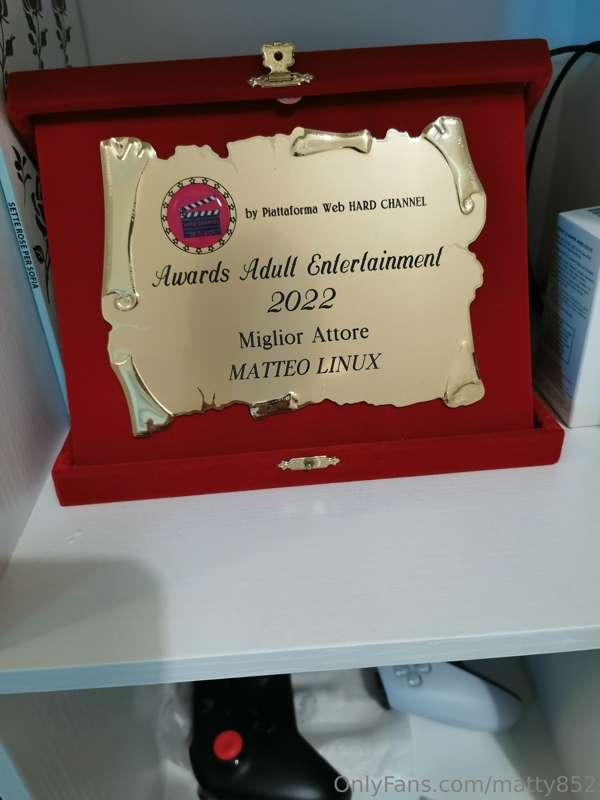 SETTE ROSE PER SOFIA
by Piattaforma Web HARD CHANNEL
Awards Adult Entertainment
2022
Miglior Attore
MATTEO LINUX
OnlyFans.com/matty852